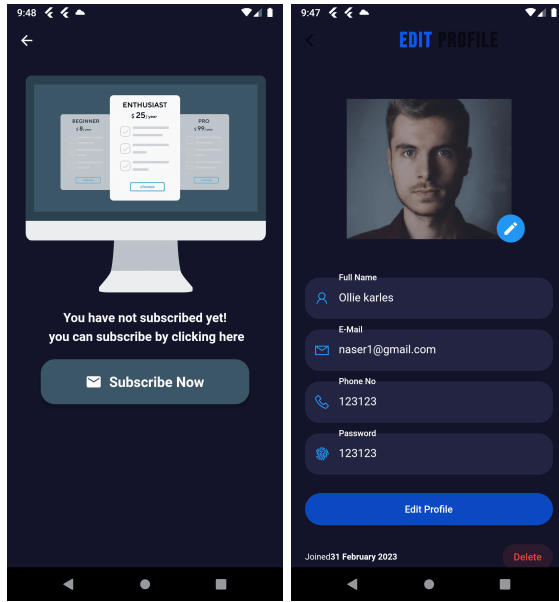 9:48
ENTHUSIAST
$ 25/year
BEGINNER
$ 8/year
PRO
$ 99/year
choose
You have not subscribed yet!
you can subscribe by clicking here
Subscribe Now
9:47
EDIT PROFILE
Full Name
Ollie karles
E-Mail
naser1@gmail.com
Phone No
123123
Password
123123
Edit Profile
Joined31 February 2023
Delete